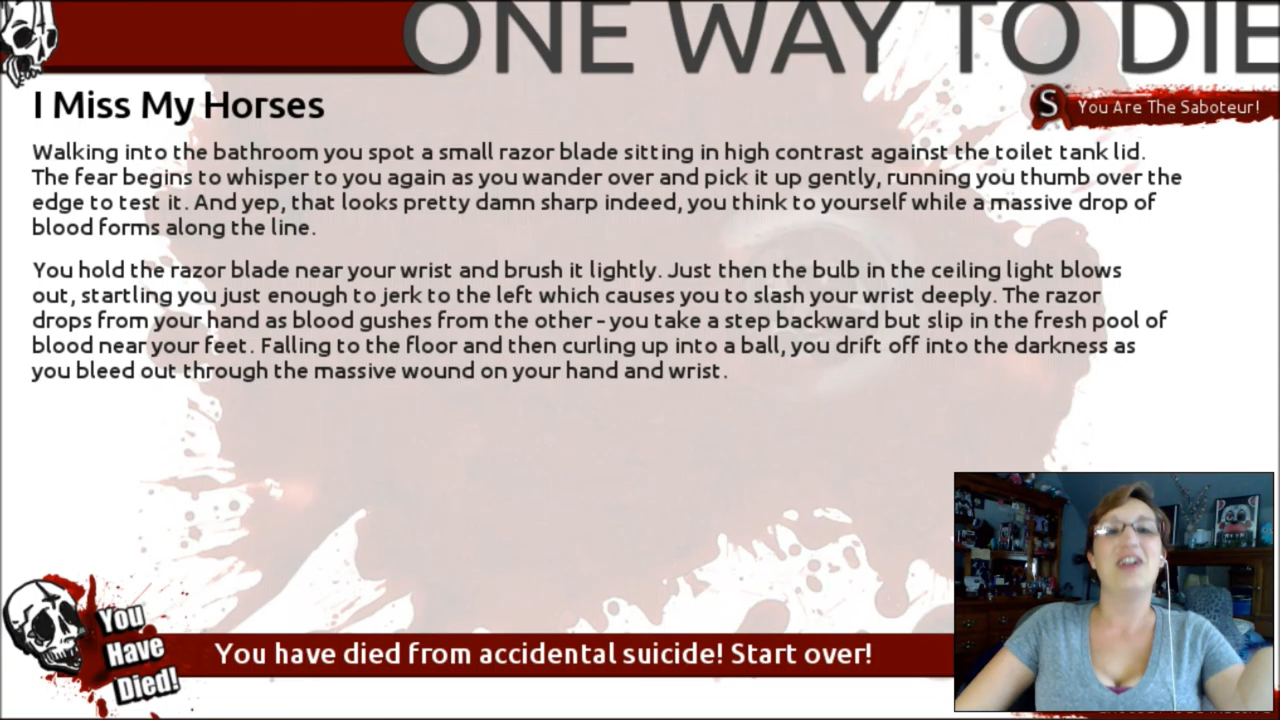 ONE WAY TO DIE
I Miss My Horses
S You Are The Saboteur!
Walking into the bathroom you spot a small razor blade sitting in high contrast against the toilet tank lid.
The fear begins to whisper to you again as you wander over and pick it up gently, running you thumb over the
edge to test it. And yep, that looks pretty damn sharp indeed, you think to yourself while a massive drop of
blood forms along the line.
You hold the razor blade near your wrist and brush it lightly. Just then the bulb in the ceiling light blows
out, startling you just enough to jerk to the left which causes you to slash your wrist deeply. The razor
drops from your hand as blood gushes from the other - you take a step backward but slip in the fresh pool of
blood near your feet. Falling to the floor and then curling up into a ball, you drift off into the darkness as
you bleed out through the massive wound on your hand and wrist.
You
Have
Died!
You have died from accidental suicide! Start over!